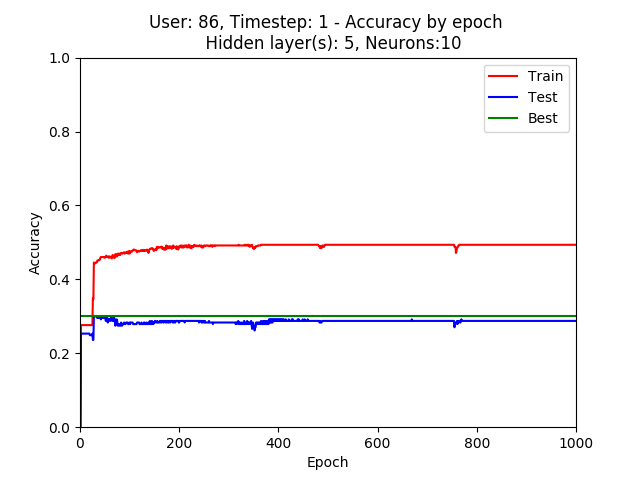 User: 86, Timestep: 1 - Accuracy by epoch
Hidden layer(s): 5, Neurons:10
Train
Test
Best
1.0
0.8
0.6
0.4
0.2
0.0
Accuracy
0 200 400 600 800 1000
Epoch